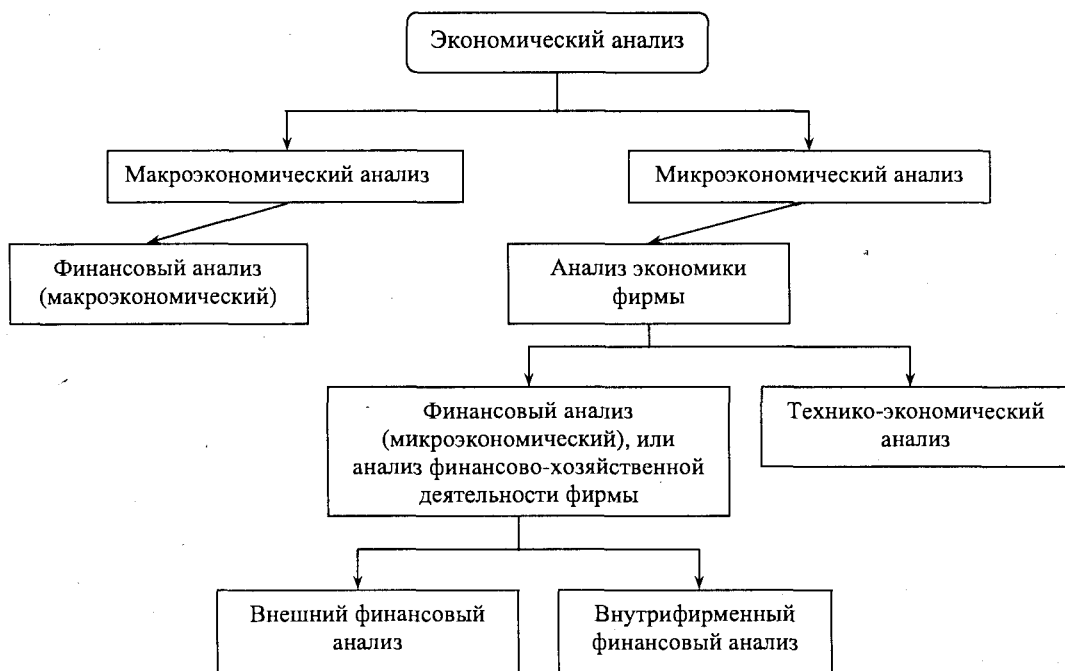 Экономический анализ
Макроэкономический анализ
Микроэкономический анализ
Финансовый анализ
(макроэкономический)
Анализ экономики
фирмы
Финансовый анализ
(микроэкономический), или
анализ финансово-хозяйственной
деятельности фирмы
Технико-экономический
анализ
Внешний финансовый
анализ
Внутрифирменный
финансовый анализ